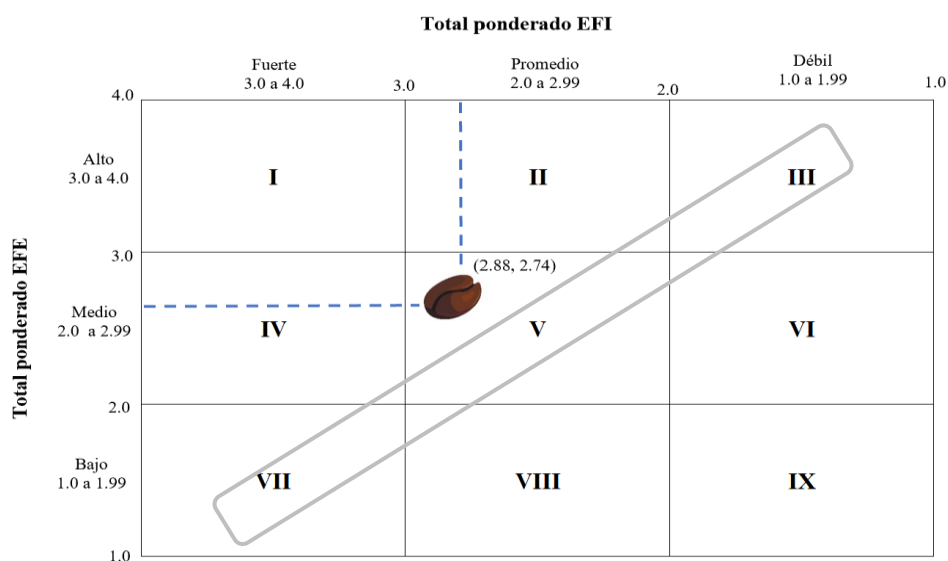 Total ponderado EFI
Fuerte
3.0 a 4.0
Promedio
2.0 a 2.99
Débil
1.0 a 1.99
4.0
3.0
2.0
1.0
Total ponderado EFE
Alto
3.0 a 4.0
I
II
III
3.0
(2.88, 2.74)
Medio
2.0 a 2.99
IV
V
VI
2.0
Bajo
1.0 a 1.99
VII
VIII
IX
1.0